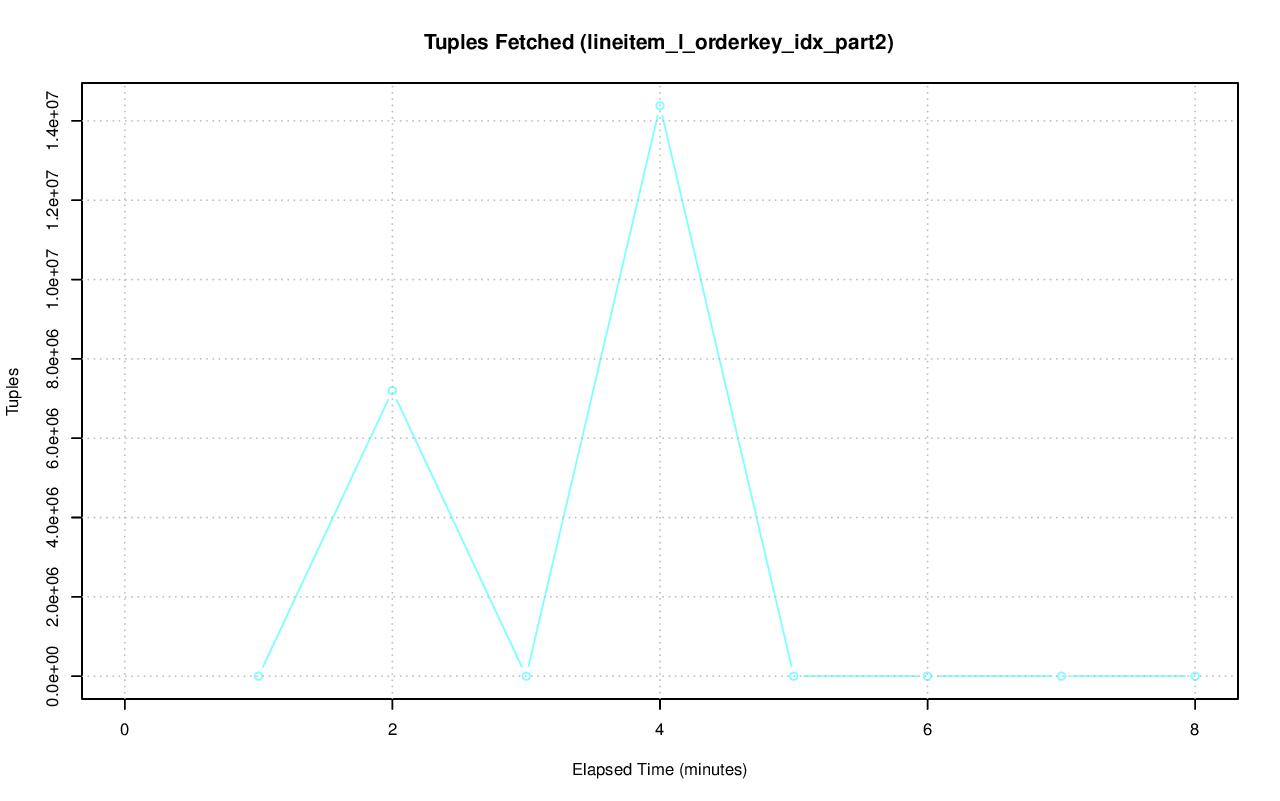 Tuples Fetched (lineitem_l_orderkey_idx_part2)
1.4e+07
1.2e+07
1.0e+07
8.0e+06
6.0e+06
4.0e+06
2.0e+06
0.0e+00
Tuples
0 2 4 6 8
Elapsed Time (minutes)